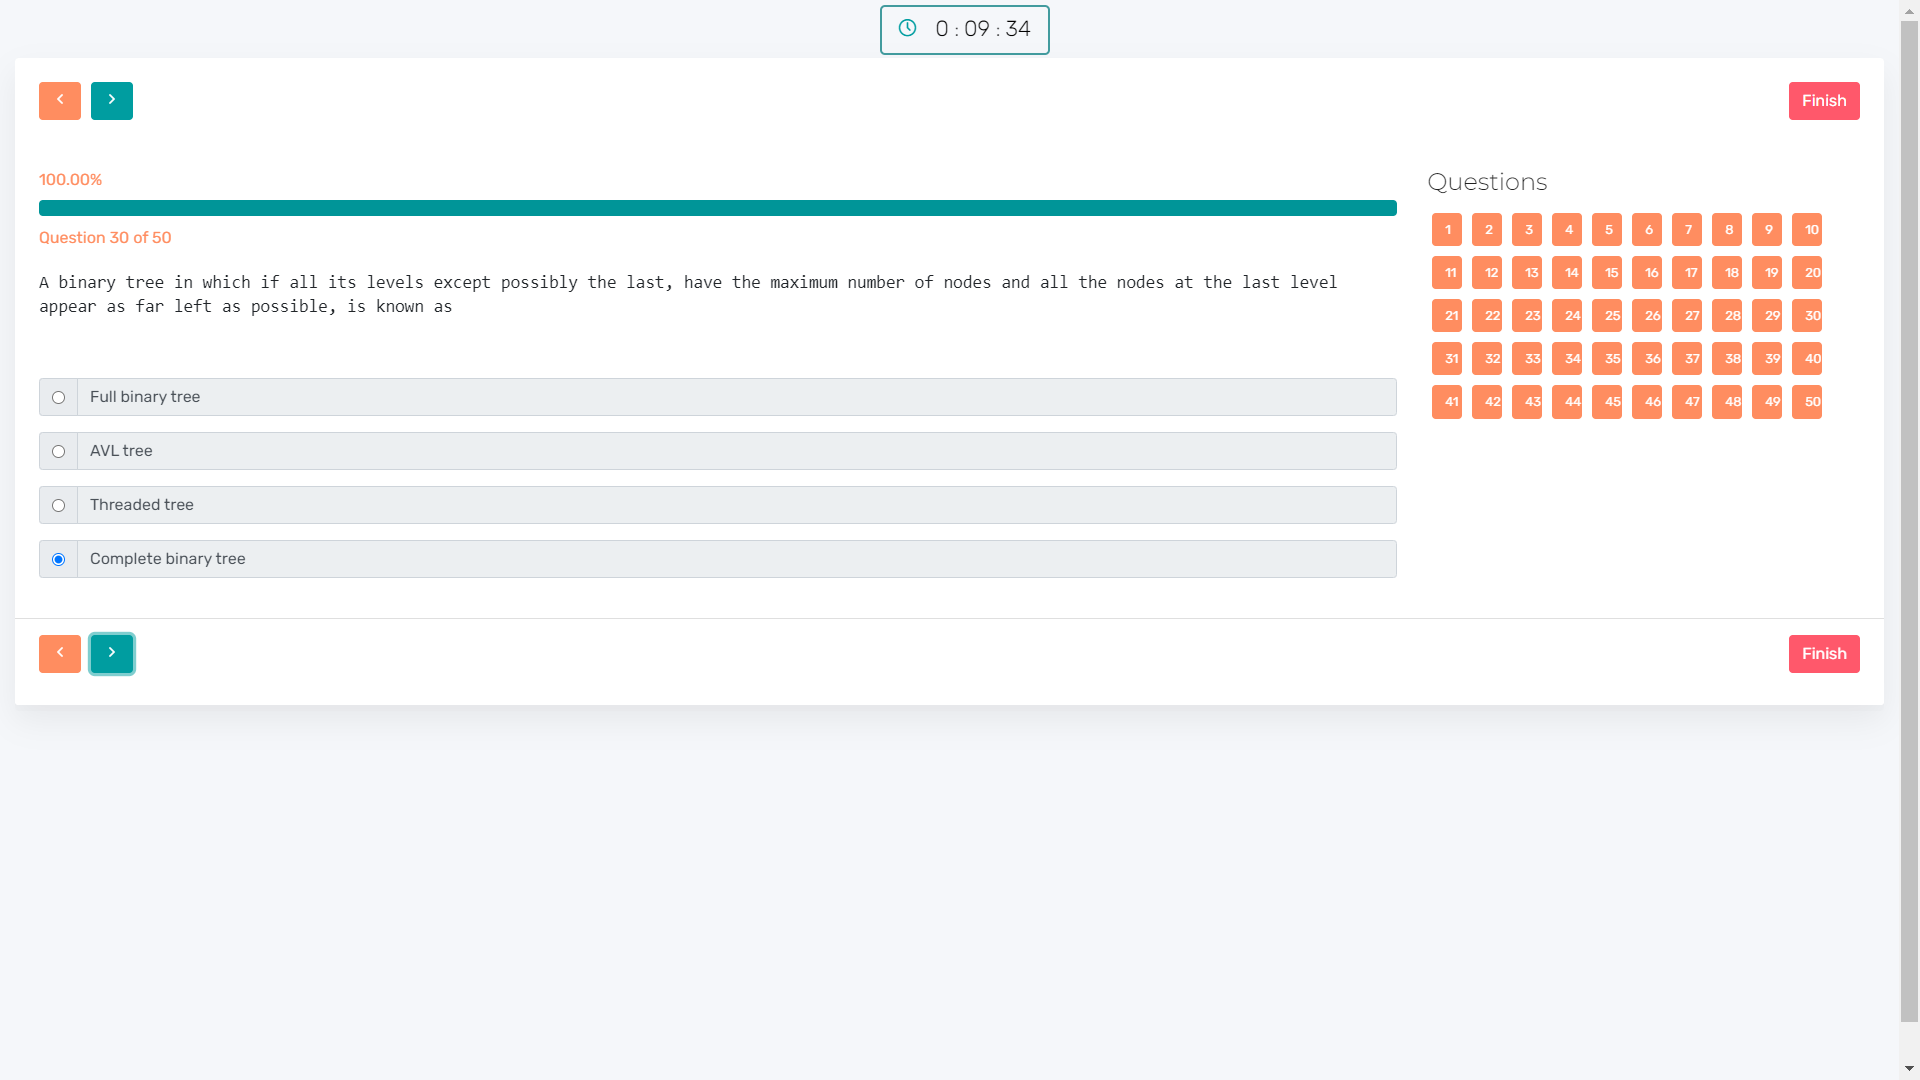 0 : 09 : 34
Finish
100.00%
Question 30 of 50
A binary tree in which if all its levels except possibly the last, have the maximum number of nodes and all the nodes at the last level
appear as far left as possible, is known as
Full binary tree
AVL tree
Threaded tree
Complete binary tree
Questions
1 2 3 4 5 6 7 8 9 10
11 12 13 14 15 16 17 18 19 20
21 22 23 24 25 26 27 28 29 30
31 32 33 34 35 36 37 38 39 40
41 42 43 44 45 46 47 48 49 50
Finish